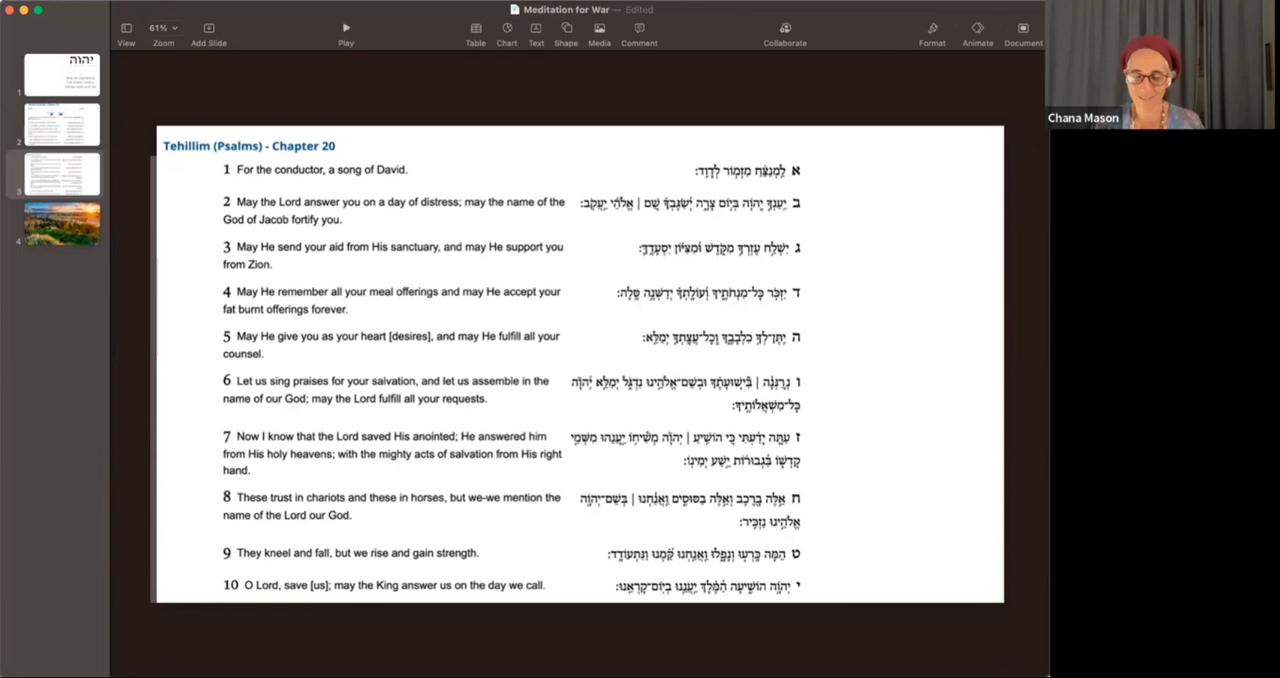 Meditation for War — Edited
View
61%
Zoom
Add Slide
Play
Table
Chart
Text
Shape
Media
Comment
Collaborate
Format
Animate
Document
Chana Mason
יהוה
1
2
3
4
Tehillim (Psalms) - Chapter 20
1 For the conductor, a song of David.
א לַמְנַצֵּחַ מִזְמוֹר לְדָוִד:
2 May the Lord answer you on a day of distress; may the name of the
God of Jacob fortify you.
ב יַעַנְךָ יְהוָֹה בְּיוֹם צָרָה יְשַׂגֶּבְךָ שֵׁם | אֱלֹהֵי יַעֲקֹב:
3 May He send your aid from His sanctuary, and may He support you
from Zion.
ג יִשְׁלַח עֶזְרְךָ מִקֹּדֶשׁ וּמִצִּיּוֹן יִסְעָדֶךָּ:
4 May He remember all your meal offerings and may He accept your
fat burnt offerings forever.
ד יִזְכֹּר כָּל־מִנְחֹתֶיךָ וְעוֹלָתְךָ יְדַשְּׁנֶה סֶּלָה:
5 May He give you as your heart [desires], and may He fulfill all your
counsel.
ה יִתֶּן־לְךָ כִלְבָבֶךָ וְכָל־עֲצָתְךָ יְמַלֵּא:
6 Let us sing praises for your salvation, and let us assemble in the
name of our God; may the Lord fulfill all your requests.
ו נְרַנְּנָה | בִּישׁוּעָתֶךָ וּבְשֵׁם־אֱלֹהֵינוּ נִדְגֹּל יְמַלֵּא יְהוָֹה
כָּל־מִשְׁאֲלוֹתֶיךָ:
7 Now I know that the Lord saved His anointed; He answered him
from His holy heavens; with the mighty acts of salvation from His right
hand.
ז עַתָּה יָדַעְתִּי כִּי הוֹשִׁיעַ | יְהוָֹה מְשִׁיחוֹ יַעֲנֵהוּ מִשְּׁמֵי
קָדְשׁוֹ בִּגְבוּרוֹת יֵשַׁע יְמִינוֹ:
8 These trust in chariots and these in horses, but we-we mention the
name of the Lord our God.
ח אֵלֶּה בָרֶכֶב וְאֵלֶּה בַסּוּסִים וַאֲנַחְנוּ | בְּשֵׁם־יְהוָֹה
אֱלֹהֵינוּ נַזְכִּיר:
9 They kneel and fall, but we rise and gain strength.
ט הֵמָּה כָּרְעוּ וְנָפָלוּ וַאֲנַחְנוּ קַּמְנוּ וַנִּתְעוֹדָד:
10 O Lord, save [us]; may the King answer us on the day we call.
י יְהוָֹה הוֹשִׁיעָה הַמֶּלֶךְ יַעֲנֵנוּ בְיוֹם־קָרְאֵנוּ: